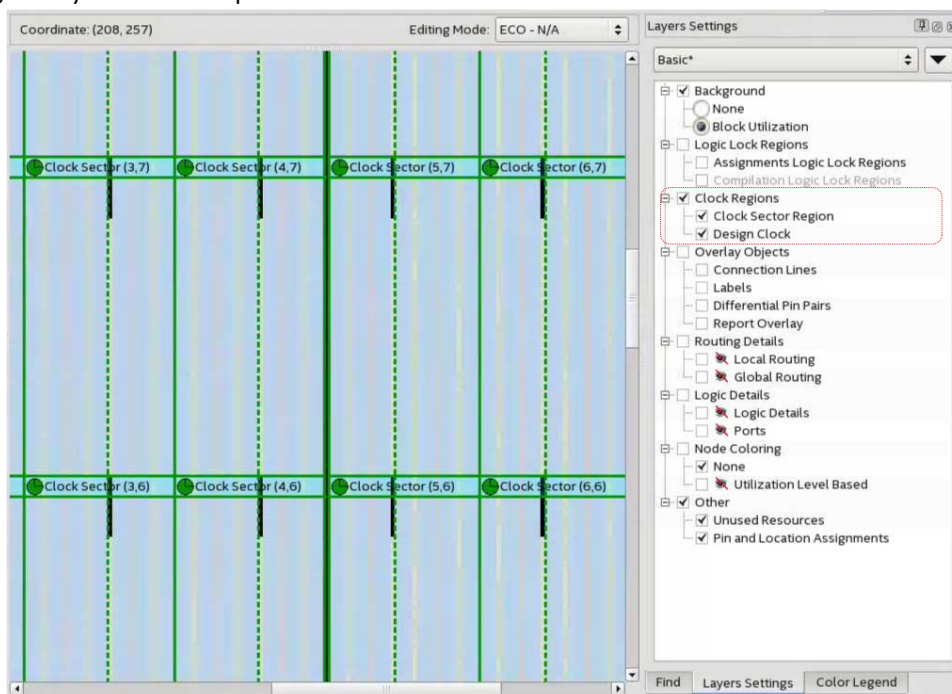 Coordinate: (208, 257)
Editing Mode: ECO - N/A
Clock Sector (3,7)
Clock Sector (4,7)
Clock Sector (5,7)
Clock Sector (6,7)
Clock Sector (3,6)
Clock Sector (4,6)
Clock Sector (5,6)
Clock Sector (6,6)
Layers Settings
Basic*
Background
None
Block Utilization
Logic Lock Regions
Assignments Logic Lock Regions
Compilation Logic Lock Regions
Clock Regions
Clock Sector Region
Design Clock
Overlay Objects
Connection Lines
Labels
Differential Pin Pairs
Report Overlay
Routing Details
Local Routing
Global Routing
Logic Details
Logic Details
Ports
Node Coloring
None
Utilization Level Based
Other
Unused Resources
Pin and Location Assignments
Find
Layers Settings
Color Legend